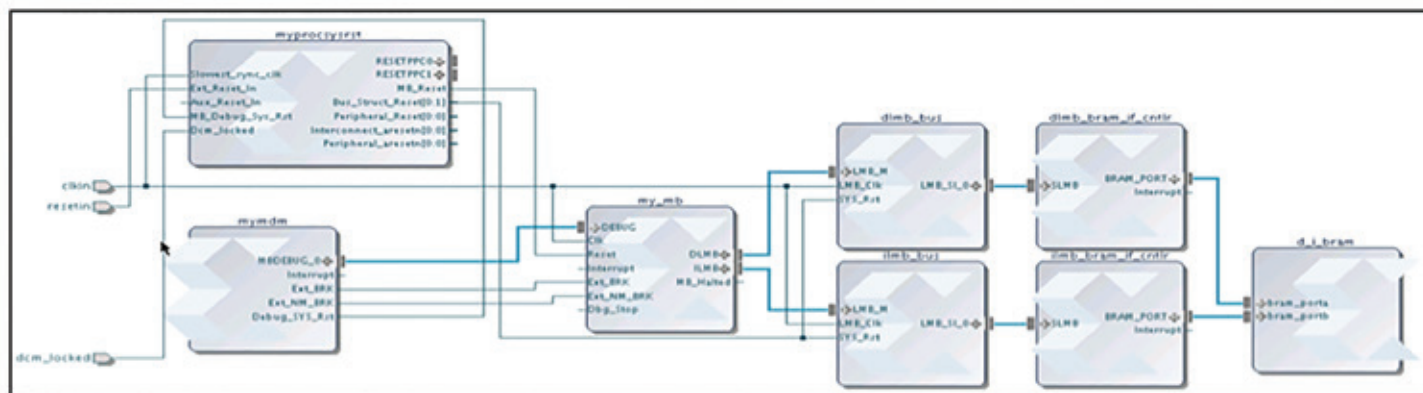 myprocsysrst
Slowest_sync_clk
Ext_Reset_In
Aux_Reset_In
MB_Debug_Sys_Rst
Dcm_locked
RESETPPC0
RESETPPC1
MB_Reset
Bus_Struct_Reset[0:1]
Peripheral_Reset[0:0]
Interconnect_aresetn[0:0]
Peripheral_aresetn[0:0]
clkin
resetin
dcm_locked
mymdm
MBDEBUG_0
Interrupt
Ext_BRK
Ext_NM_BRK
Debug_SYS_Rst
my_mb
DEBUG
Clk
Reset
Interrupt
Ext_BRK
Ext_NM_BRK
Dbg_Stop
DLMB
ILMB
MB_Halted
dlmb_bus
LMB_M
LMB_Clk
SYS_Rst
LMB_Sl_0
dlmb_bram_if_cntlr
SLMB
BRAM_PORT
Interrupt
ilmb_bus
LMB_M
LMB_Clk
SYS_Rst
LMB_Sl_0
ilmb_bram_if_cntlr
SLMB
BRAM_PORT
Interrupt
d_i_bram
bram_porta
bram_portb